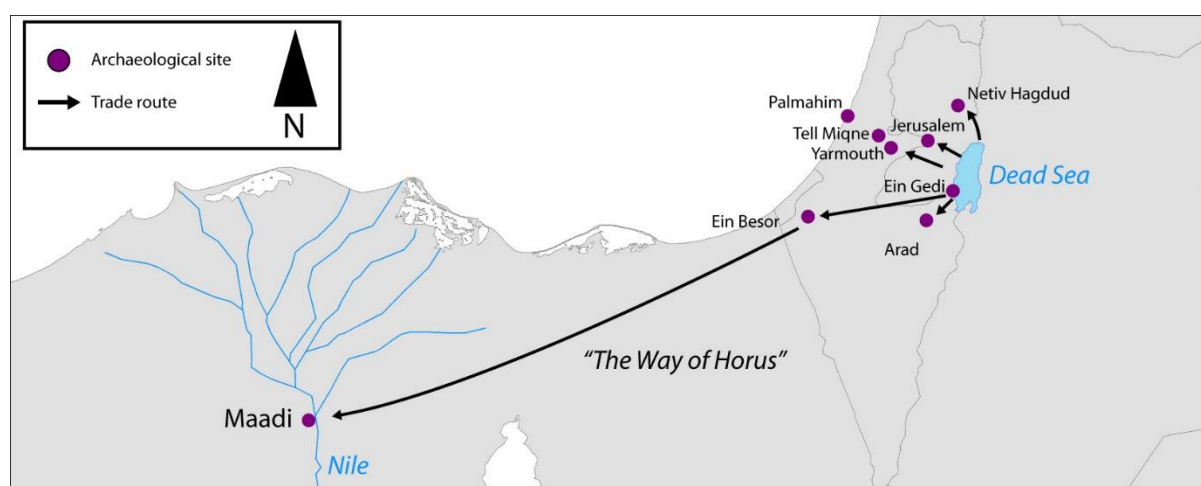 Archaeological site
Trade route
N
Netiv Hagdud
Palmahim
Jerusalem
Tell Miqne
Yarmouth
Dead Sea
Ein Gedi
Ein Besor
Arad
"The Way of Horus"
Maadi
Nile